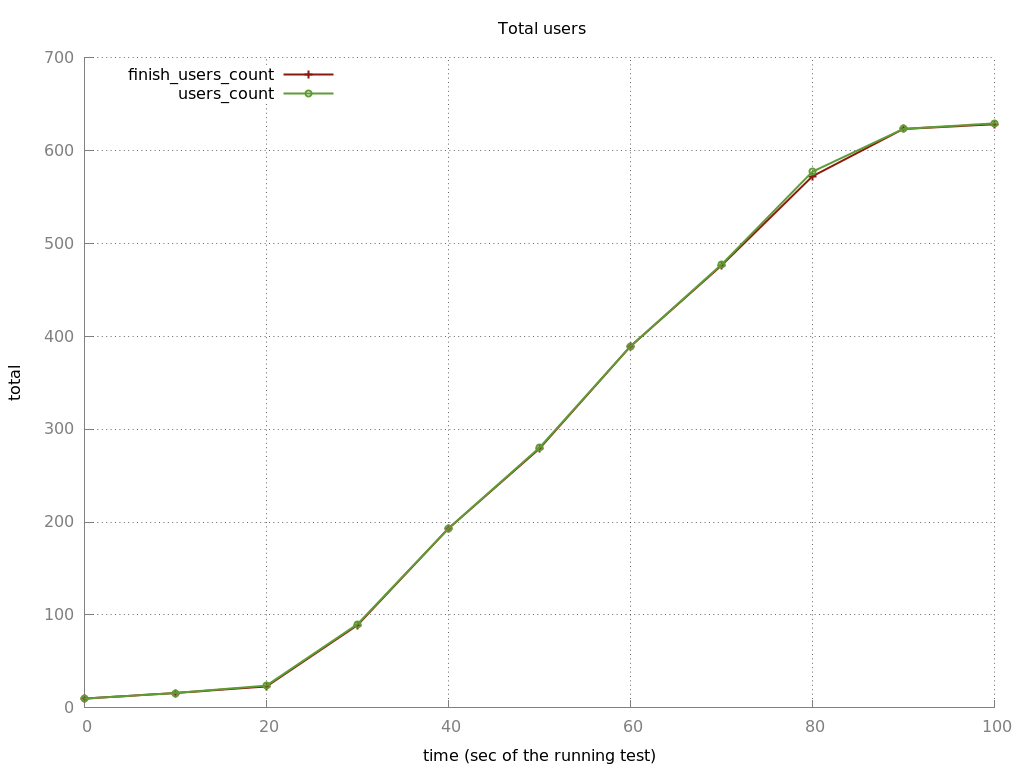 Total users
700
600
500
400
300
200
100
0
finish_users_count
users_count
total
0 20 40 60 80 100
time (sec of the running test)